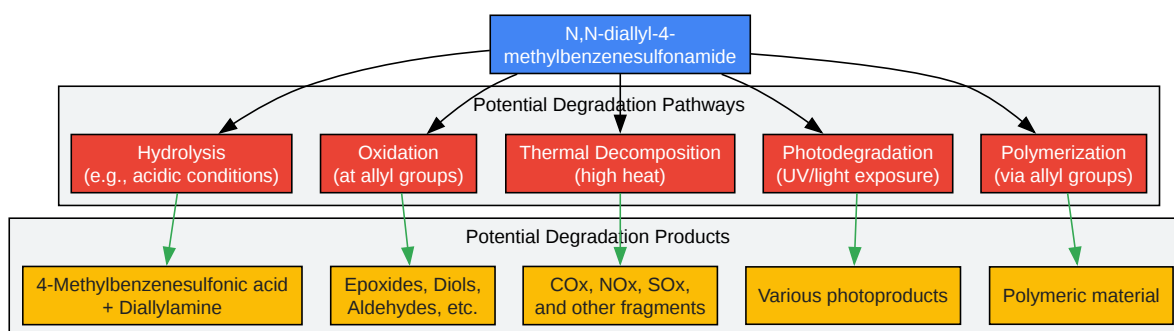 N,N-diallyl-4-
methylbenzenesulfonamide
Potential Degradation Pathways
Hydrolysis
(e.g., acidic conditions)
Oxidation
(at allyl groups)
Thermal Decomposition
(high heat)
Photodegradation
(UV/light exposure)
Polymerization
(via allyl groups)
Potential Degradation Products
4-Methylbenzenesulfonic acid
+ Diallylamine
Epoxides, Diols,
Aldehydes, etc.
COx, NOx, SOx,
and other fragments
Various photoproducts
Polymeric material